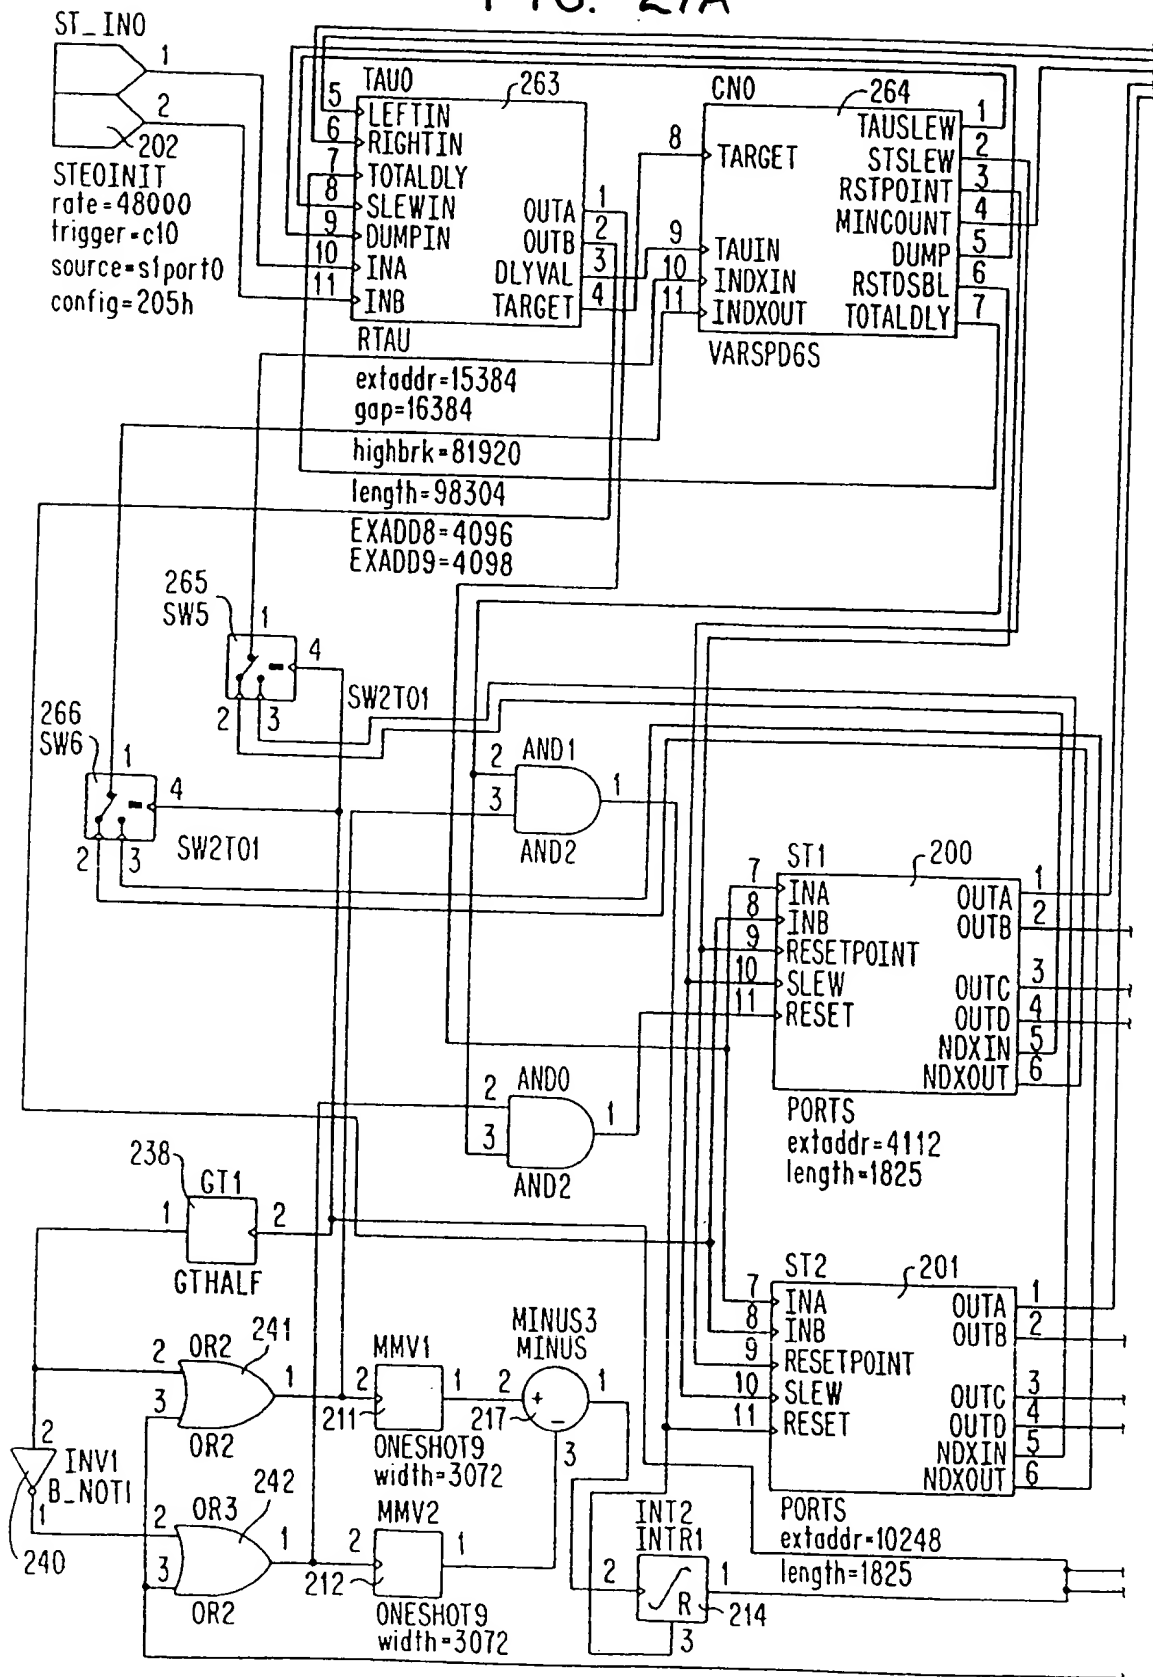 FIG. 21A
ST_IN0
1
2
202
STEOINIT
rate=48000
trigger=c10
source=s1port0
config=205h
TAU0
263
5 LEFTIN
6 RIGHTIN
7 TOTALDLY
8 SLEWIN
9 DUMPIN
10 INA
11 INB
OUTA 1
OUTB 2
DLYVAL 3
TARGET 4
RTAU
extaddr=15384
gap=16384
highbrk=81920
length=98304
EXADD8=4096
EXADD9=4098
CN0
264
8 TARGET
9 TAUIN
10 INDXIN
11 INDXOUT
TAUSLEW 1
STSLEW 2
RSTPOINT 3
MINCOUNT 4
DUMP 5
RSTDSBL 6
TOTALDLY 7
VARSPD6S
265
SW5
1
4
2 3
SW2TO1
266
SW6
1
4
2 3
SW2TO1
AND1
2
3
1
AND2
ST1
200
7 INA
8 INB
9 RESETPOINT
10 SLEW
11 RESET
OUTA 1
OUTB 2
OUTC 3
OUTD 4
NDXIN 5
NDXOUT 6
PORTS
extaddr=4112
length=1825
AND0
2
3
1
AND2
238
GT1
1 2
GTHALF
ST2
201
7 INA
8 INB
9 RESETPOINT
10 SLEW
11 RESET
OUTA 1
OUTB 2
OUTC 3
OUTD 4
NDXIN 5
NDXOUT 6
PORTS
extaddr=10248
length=1825
OR2
241
2
3
1
OR2
MMV1
2 1
211
ONESHOT9
width=3072
MINUS3
MINUS
2 + 1
217 −
3
2
INV1
B_NOT1
1
240
OR3
242
2
3
1
OR2
MMV2
2 1
212
ONESHOT9
width=3072
INT2
INTR1
2 1
R
214
3